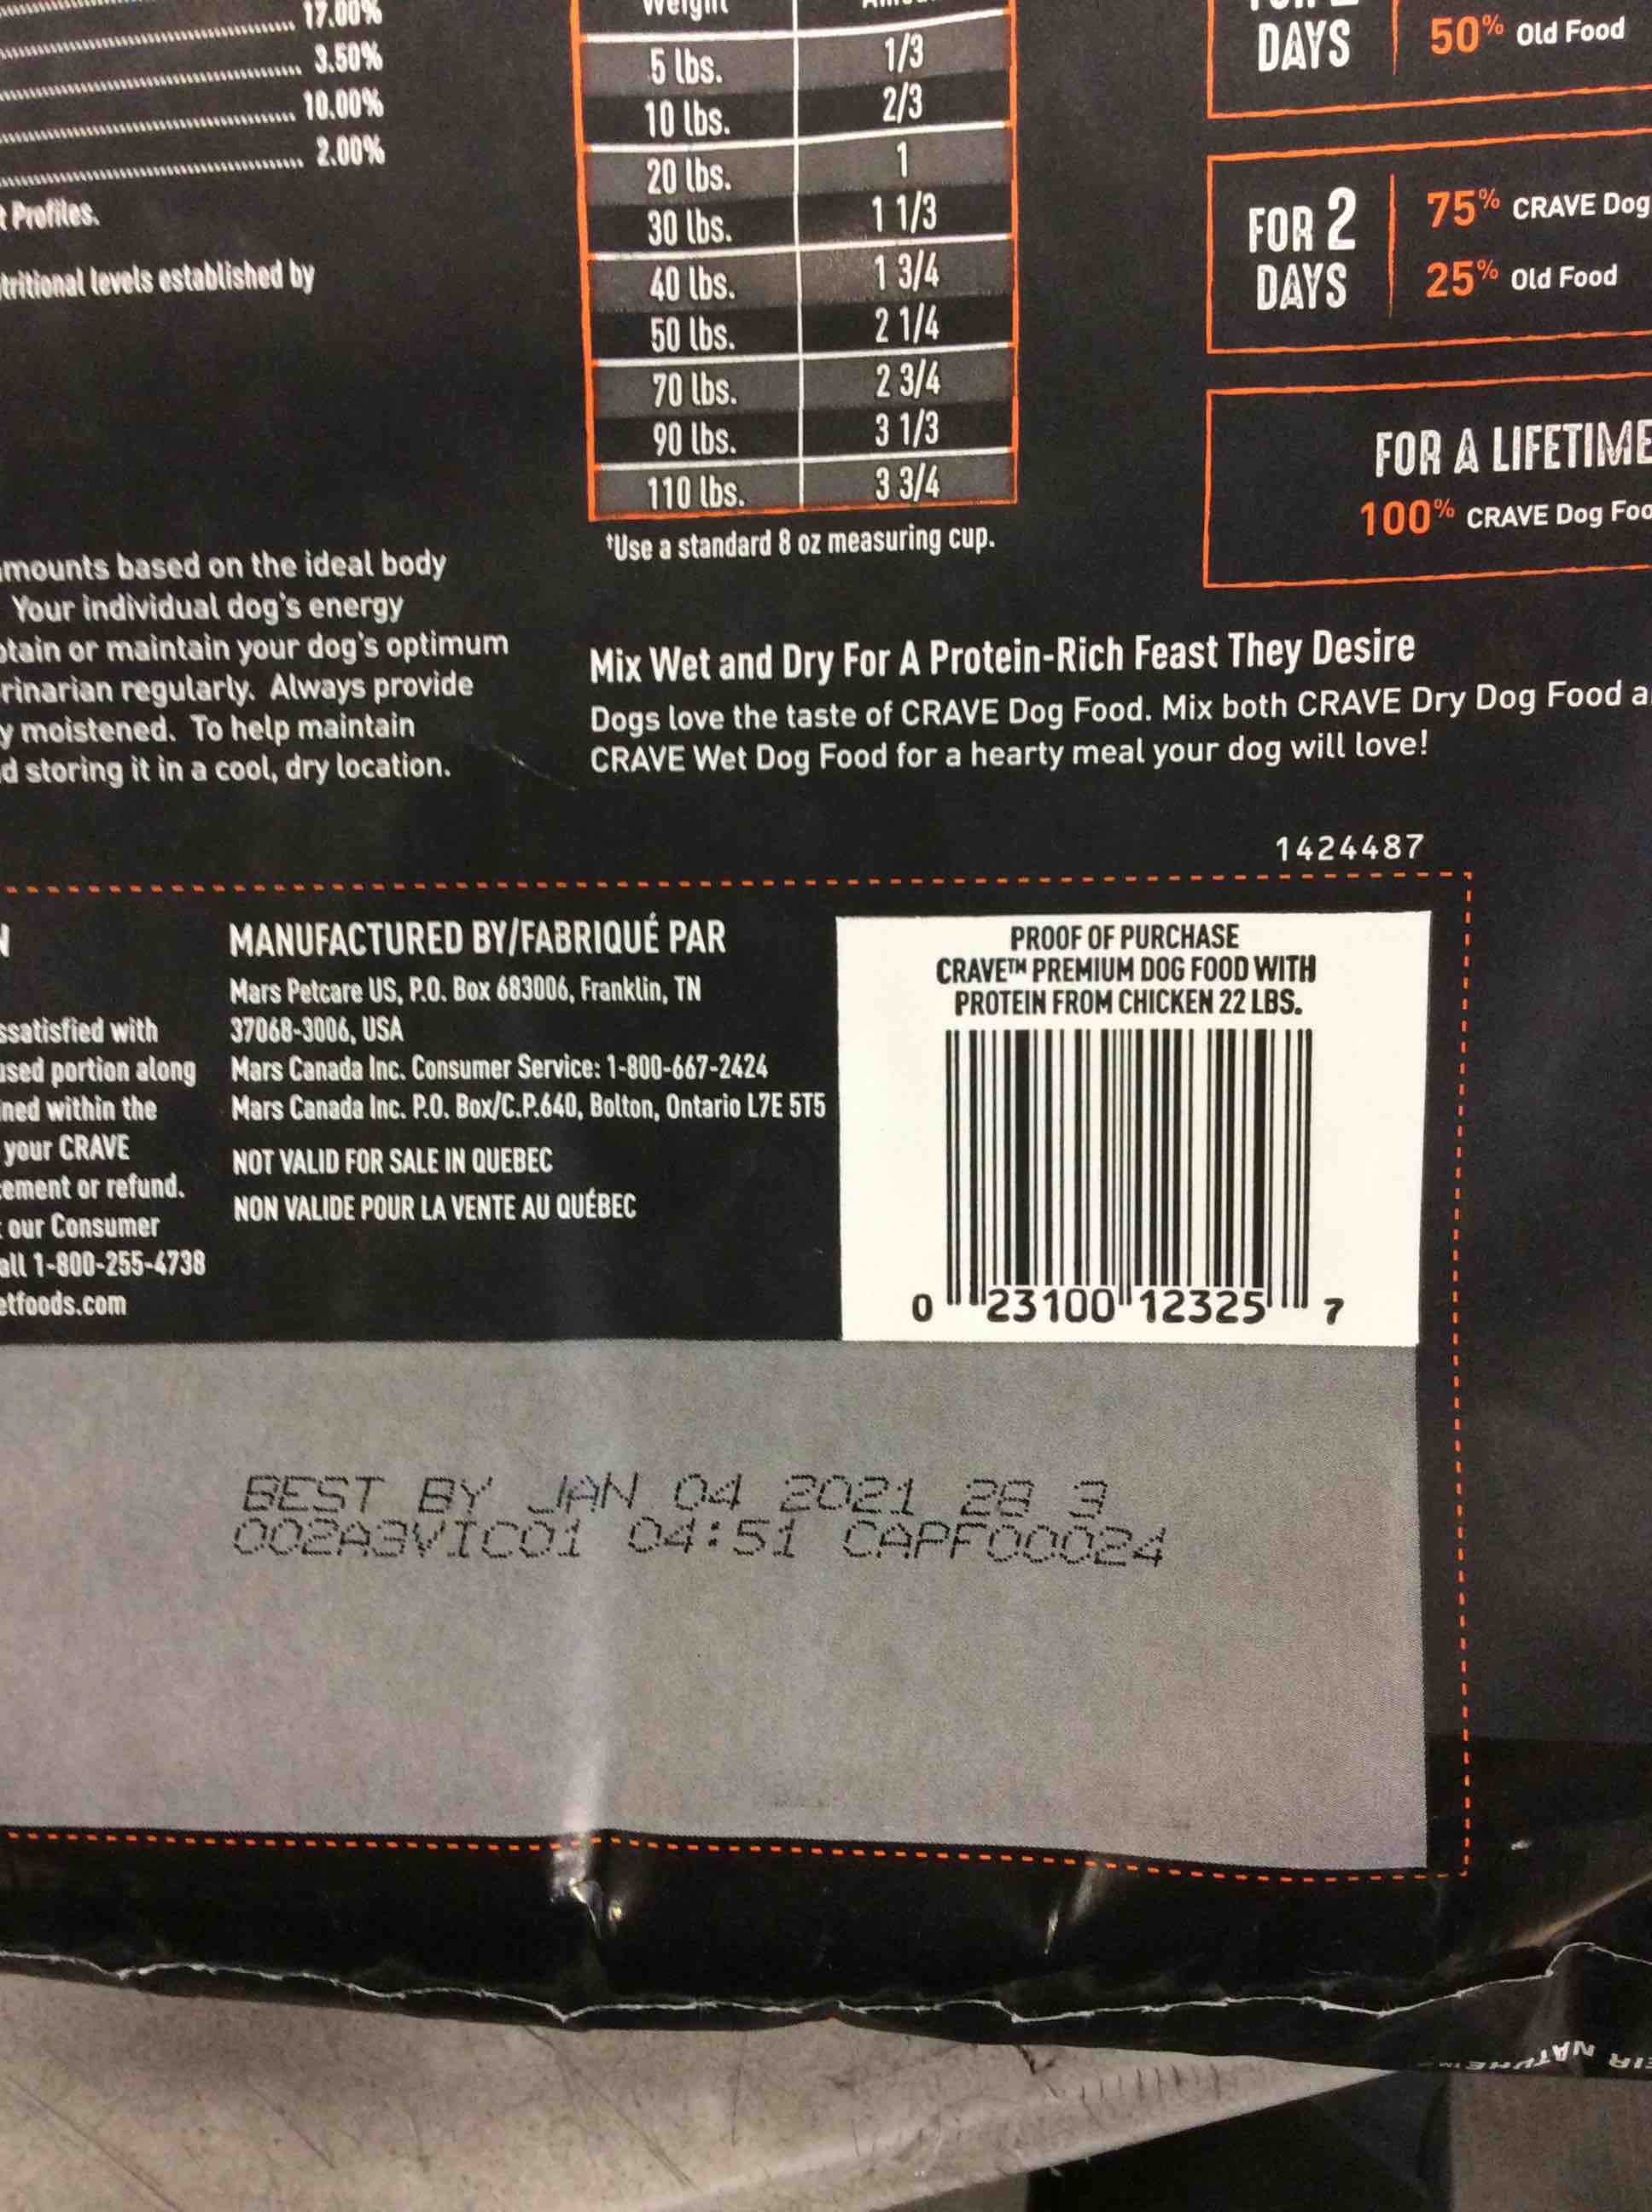 17.00%
3.50%
10.00%
2.00%
Profiles.
levels established by
mounts based on the ideal body
Your individual dog's energy
or maintain your dog's optimum
regularly. Always provide
moistened. To help maintain
storing it in a cool, dry location.
Weight
5 lbs. 1/3
10 lbs. 2/3
20 lbs. 1
30 lbs. 1 1/3
40 lbs. 1 3/4
50 lbs. 2 1/4
70 lbs. 2 3/4
90 lbs. 3 1/3
110 lbs. 3 3/4
†Use a standard 8 oz measuring cup.
DAYS
50% Old Food
FOR 2
DAYS
75% CRAVE Dog
25% Old Food
FOR A LIFETIME
100% CRAVE Dog Foo
Mix Wet and Dry For A Protein-Rich Feast They Desire
Dogs love the taste of CRAVE Dog Food. Mix both CRAVE Dry Dog Food a
CRAVE Wet Dog Food for a hearty meal your dog will love!
1424487
ssatisfied with
used portion along
ned within the
your CRAVE
ement or refund.
our Consumer
all 1-800-255-4738
etfoods.com
MANUFACTURED BY/FABRIQUÉ PAR
Mars Petcare US, P.O. Box 683006, Franklin, TN
37068-3006, USA
Mars Canada Inc. Consumer Service: 1-800-667-2424
Mars Canada Inc. P.O. Box/C.P.640, Bolton, Ontario L7E 5T5
NOT VALID FOR SALE IN QUEBEC
NON VALIDE POUR LA VENTE AU QUÉBEC
PROOF OF PURCHASE
CRAVE™ PREMIUM DOG FOOD WITH
PROTEIN FROM CHICKEN 22 LBS.
0 23100 12325 7
BEST BY JAN 04 2021 28 3
002A3VIC01 04:51 CAPF00024